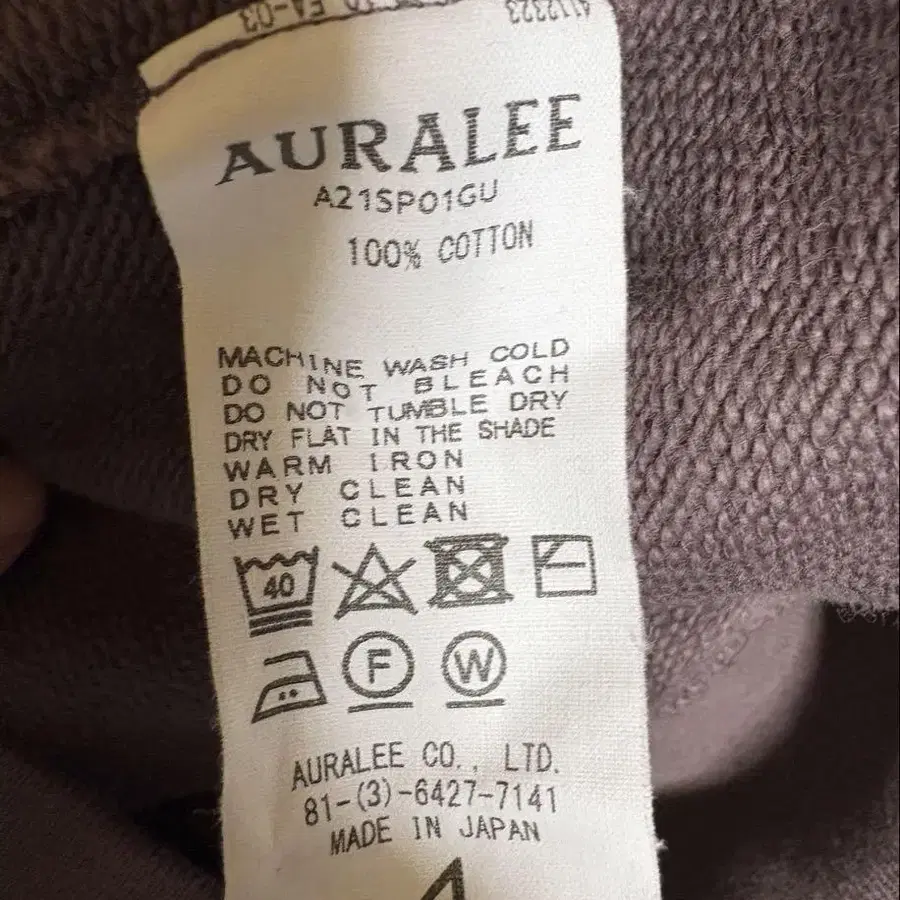 AURALEE
A21SP01GU
100% COTTON
MACHINE WASH COLD
DO NOT BLEACH
DO NOT TUMBLE DRY
DRY FLAT IN THE SHADE
WARM IRON
DRY CLEAN
WET CLEAN
40
F W
AURALEE CO., LTD.
81-(3)-6427-7141
MADE IN JAPAN